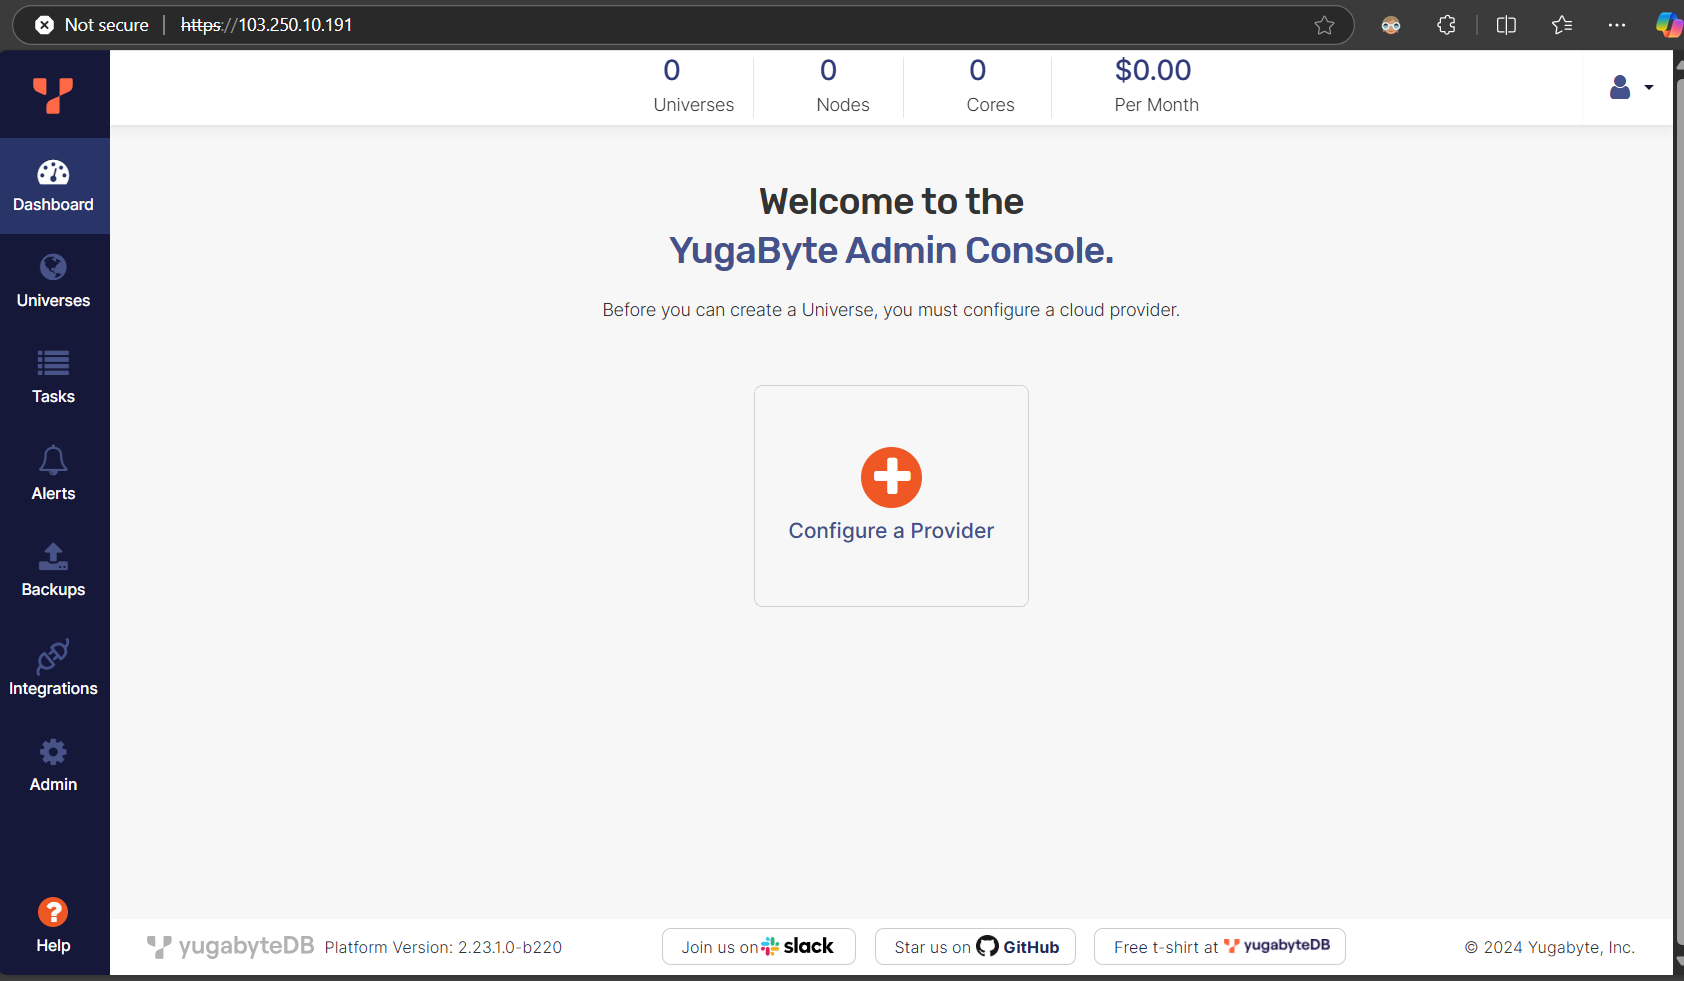 Not secure https://103.250.10.191
0 0 0 $0.00
Universes Nodes Cores Per Month
Dashboard
Universes
Tasks
Alerts
Backups
Integrations
Admin
Help
Welcome to the
YugaByte Admin Console.
Before you can create a Universe, you must configure a cloud provider.
Configure a Provider
yugabyteDB Platform Version: 2.23.1.0-b220 Join us on slack Star us on GitHub Free t-shirt at yugabyteDB © 2024 Yugabyte, Inc.